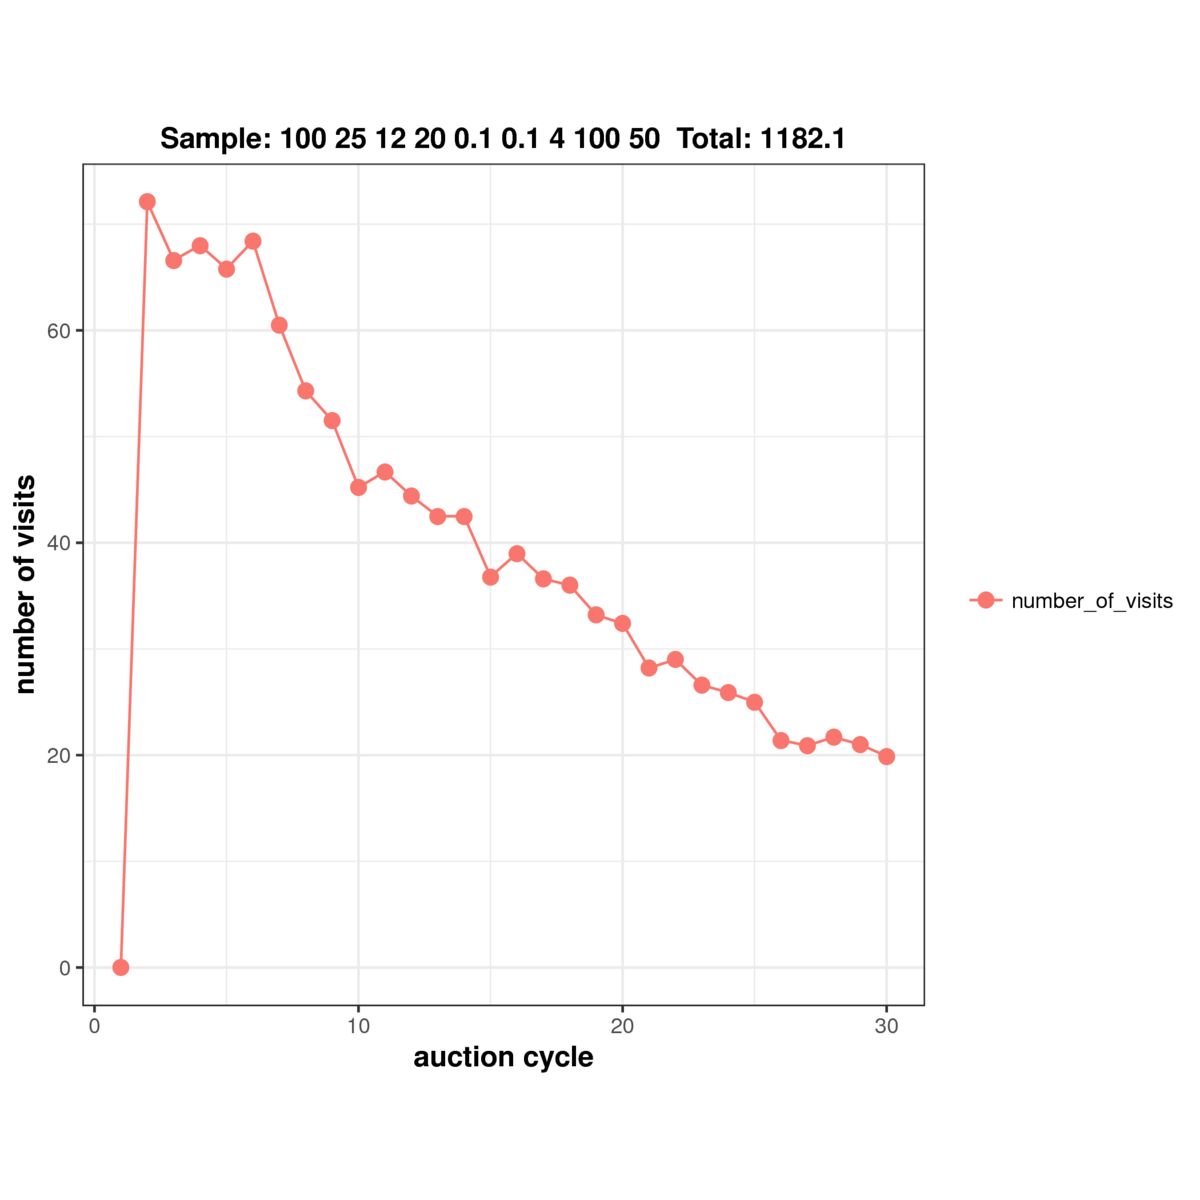 Sample: 100 25 12 20 0.1 0.1 4 100 50  Total: 1182.1
number of visits
60
40
20
0
0 10 20 30
auction cycle
number_of_visits